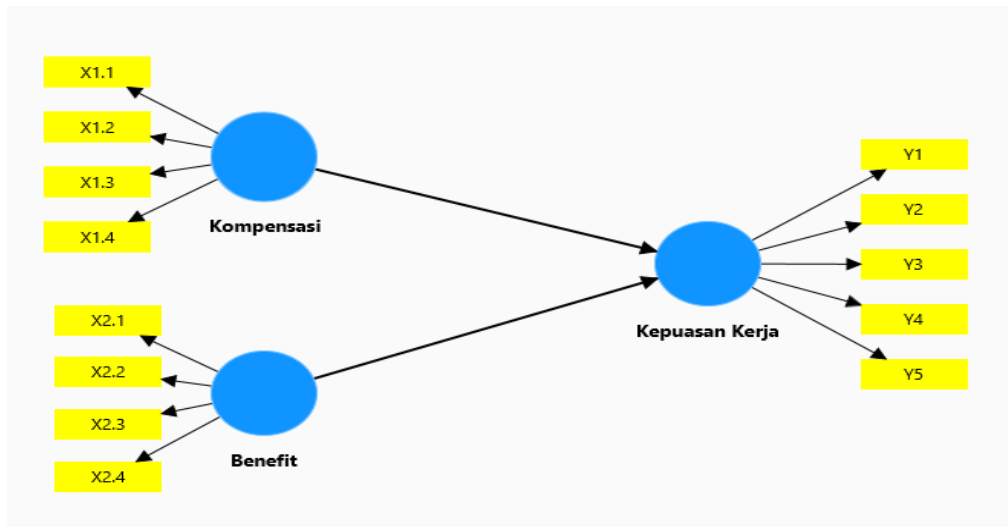 X1.1
X1.2
X1.3
X1.4
Kompensasi
X2.1
X2.2
X2.3
X2.4
Benefit
Kepuasan Kerja
Y1
Y2
Y3
Y4
Y5